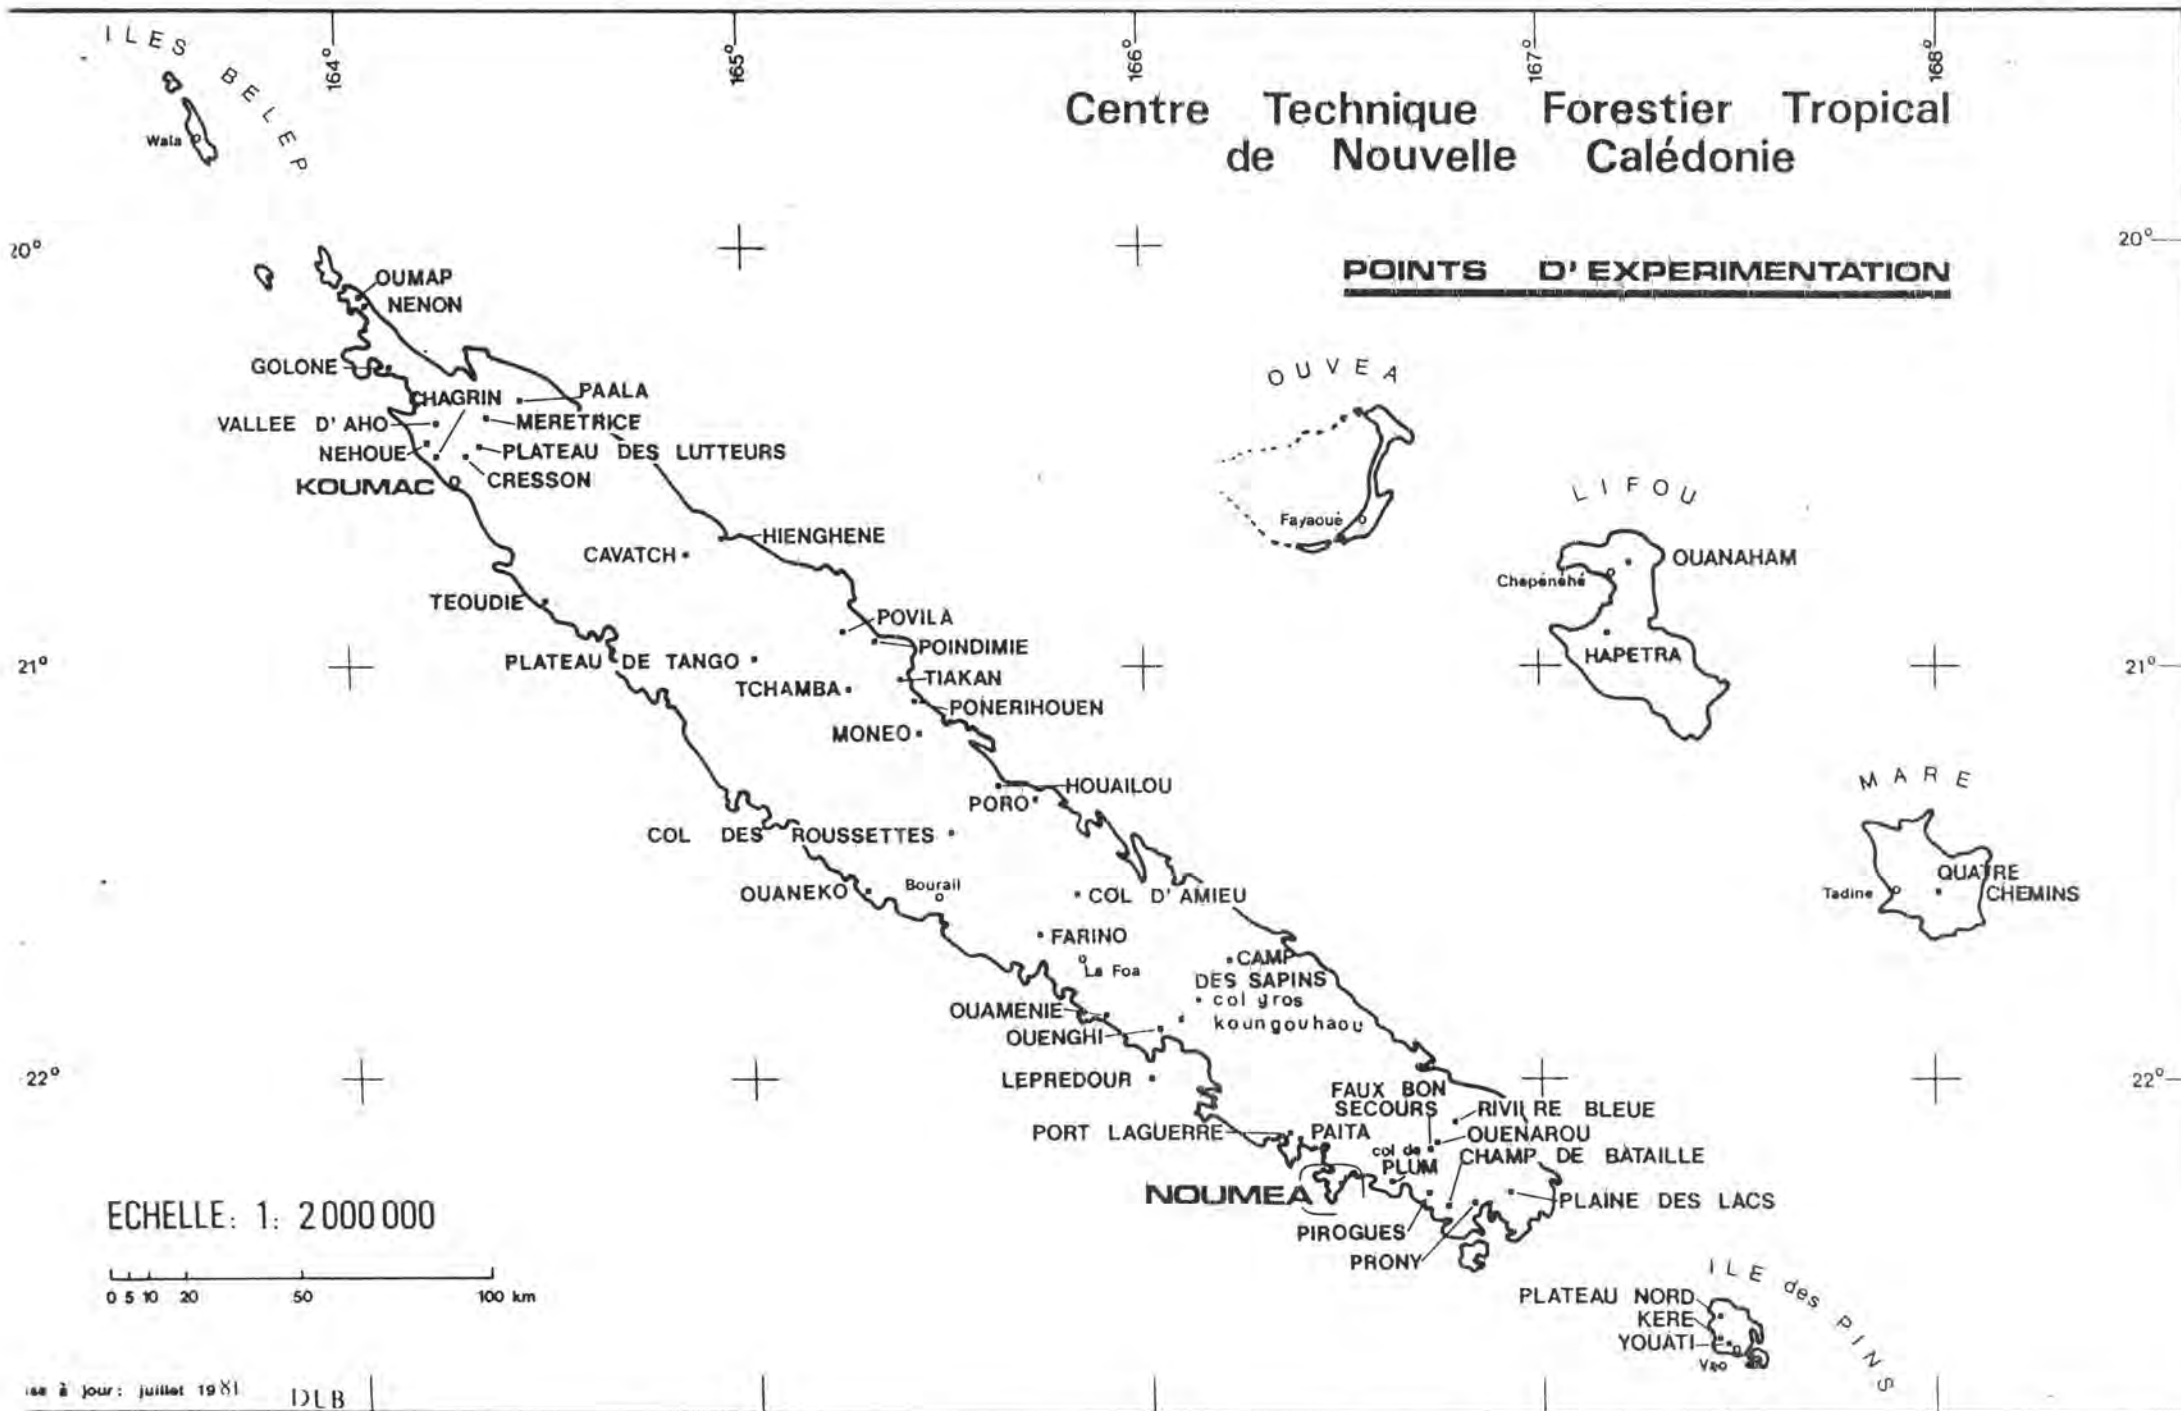 ILES BELEP
164°
165°
166°
167°
168°
Centre Technique Forestier Tropical
de Nouvelle Calédonie
Wala
20°
20°
POINTS D'EXPERIMENTATION
OUMAP
NENON
GOLONE
CHAGRIN
PAALA
VALLEE D'AHO
MERETRICE
NEHOUE
PLATEAU DES LUTTEURS
KOUMAC
CRESSON
OUVEA
Fayaoué
LIFOU
HIENGHENE
CAVATCH
OUANAHAM
Chépénéhé
TEOUDIE
POVILA
POINDIMIE
HAPETRA
21°
PLATEAU DE TANGO
21°
TIAKAN
TCHAMBA
PONERIHOUEN
MONEO
HOUAILOU
PORO
MARE
COL DES ROUSSETTES
QUATRE
CHEMINS
Tadine
OUANEKO
Bourail
COL D'AMIEU
FARINO
La Foa
CAMP
DES SAPINS
col gros
koungouhaou
OUAMENIE
OUENGHI
22°
LEPREDOUR
22°
FAUX BON
SECOURS
RIVIERE BLEUE
PORT LAGUERRE
PAITA
OUENAROU
col de
PLUM
CHAMP DE BATAILLE
NOUMEA
PLAINE DES LACS
PIROGUES
PRONY
ECHELLE: 1: 2000000
0 5 10 20 50 100 km
ILE des PINS
PLATEAU NORD
KERE
YOUATI
Vao
ise à jour: juillet 1981
DLB